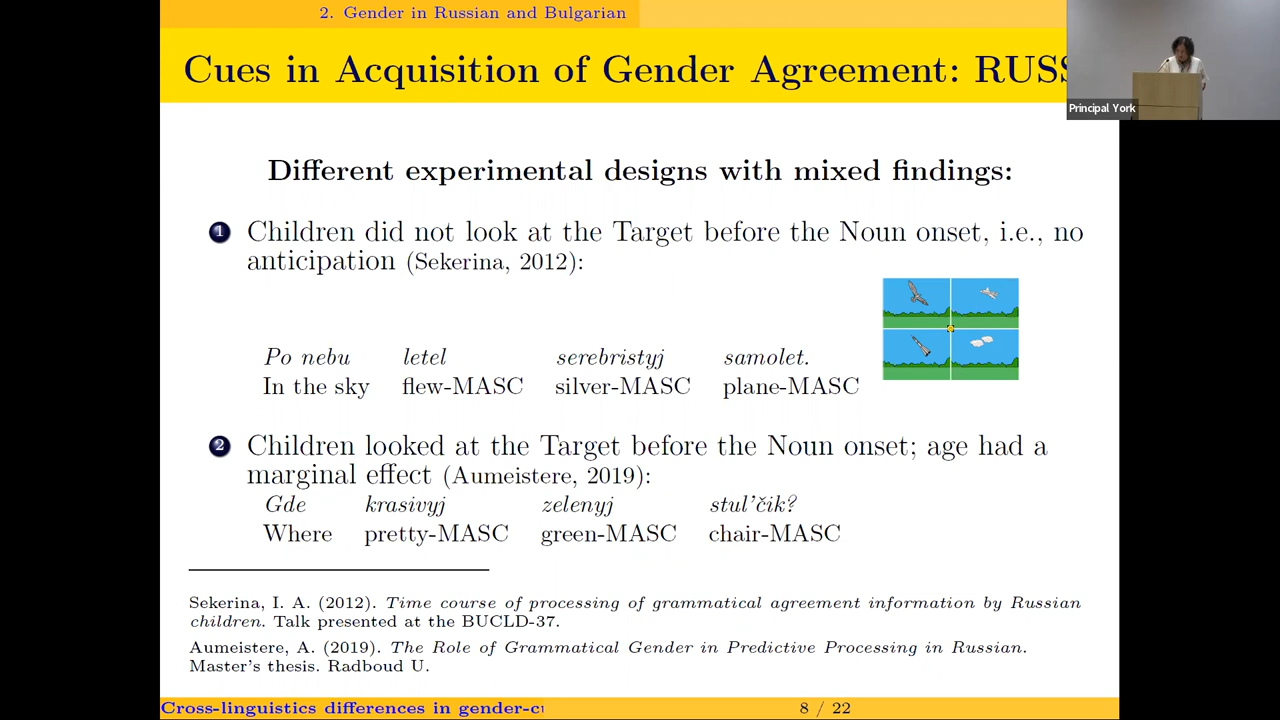 2. Gender in Russian and Bulgarian
Cues in Acquisition of Gender Agreement: RUSS
Principal York
Different experimental designs with mixed findings:
1 Children did not look at the Target before the Noun onset, i.e., no
anticipation (Sekerina, 2012):
Po nebu letel serebristyj samolet.
In the sky flew-MASC silver-MASC plane-MASC
2 Children looked at the Target before the Noun onset; age had a
marginal effect (Aumeistere, 2019):
Gde krasivyj zelenyj stul'čik?
Where pretty-MASC green-MASC chair-MASC
Sekerina, I. A. (2012). Time course of processing of grammatical agreement information by Russian
children. Talk presented at the BUCLD-37.
Aumeistere, A. (2019). The Role of Grammatical Gender in Predictive Processing in Russian.
Master's thesis. Radboud U.
Cross-linguistics differences in gender-cu 8 / 22